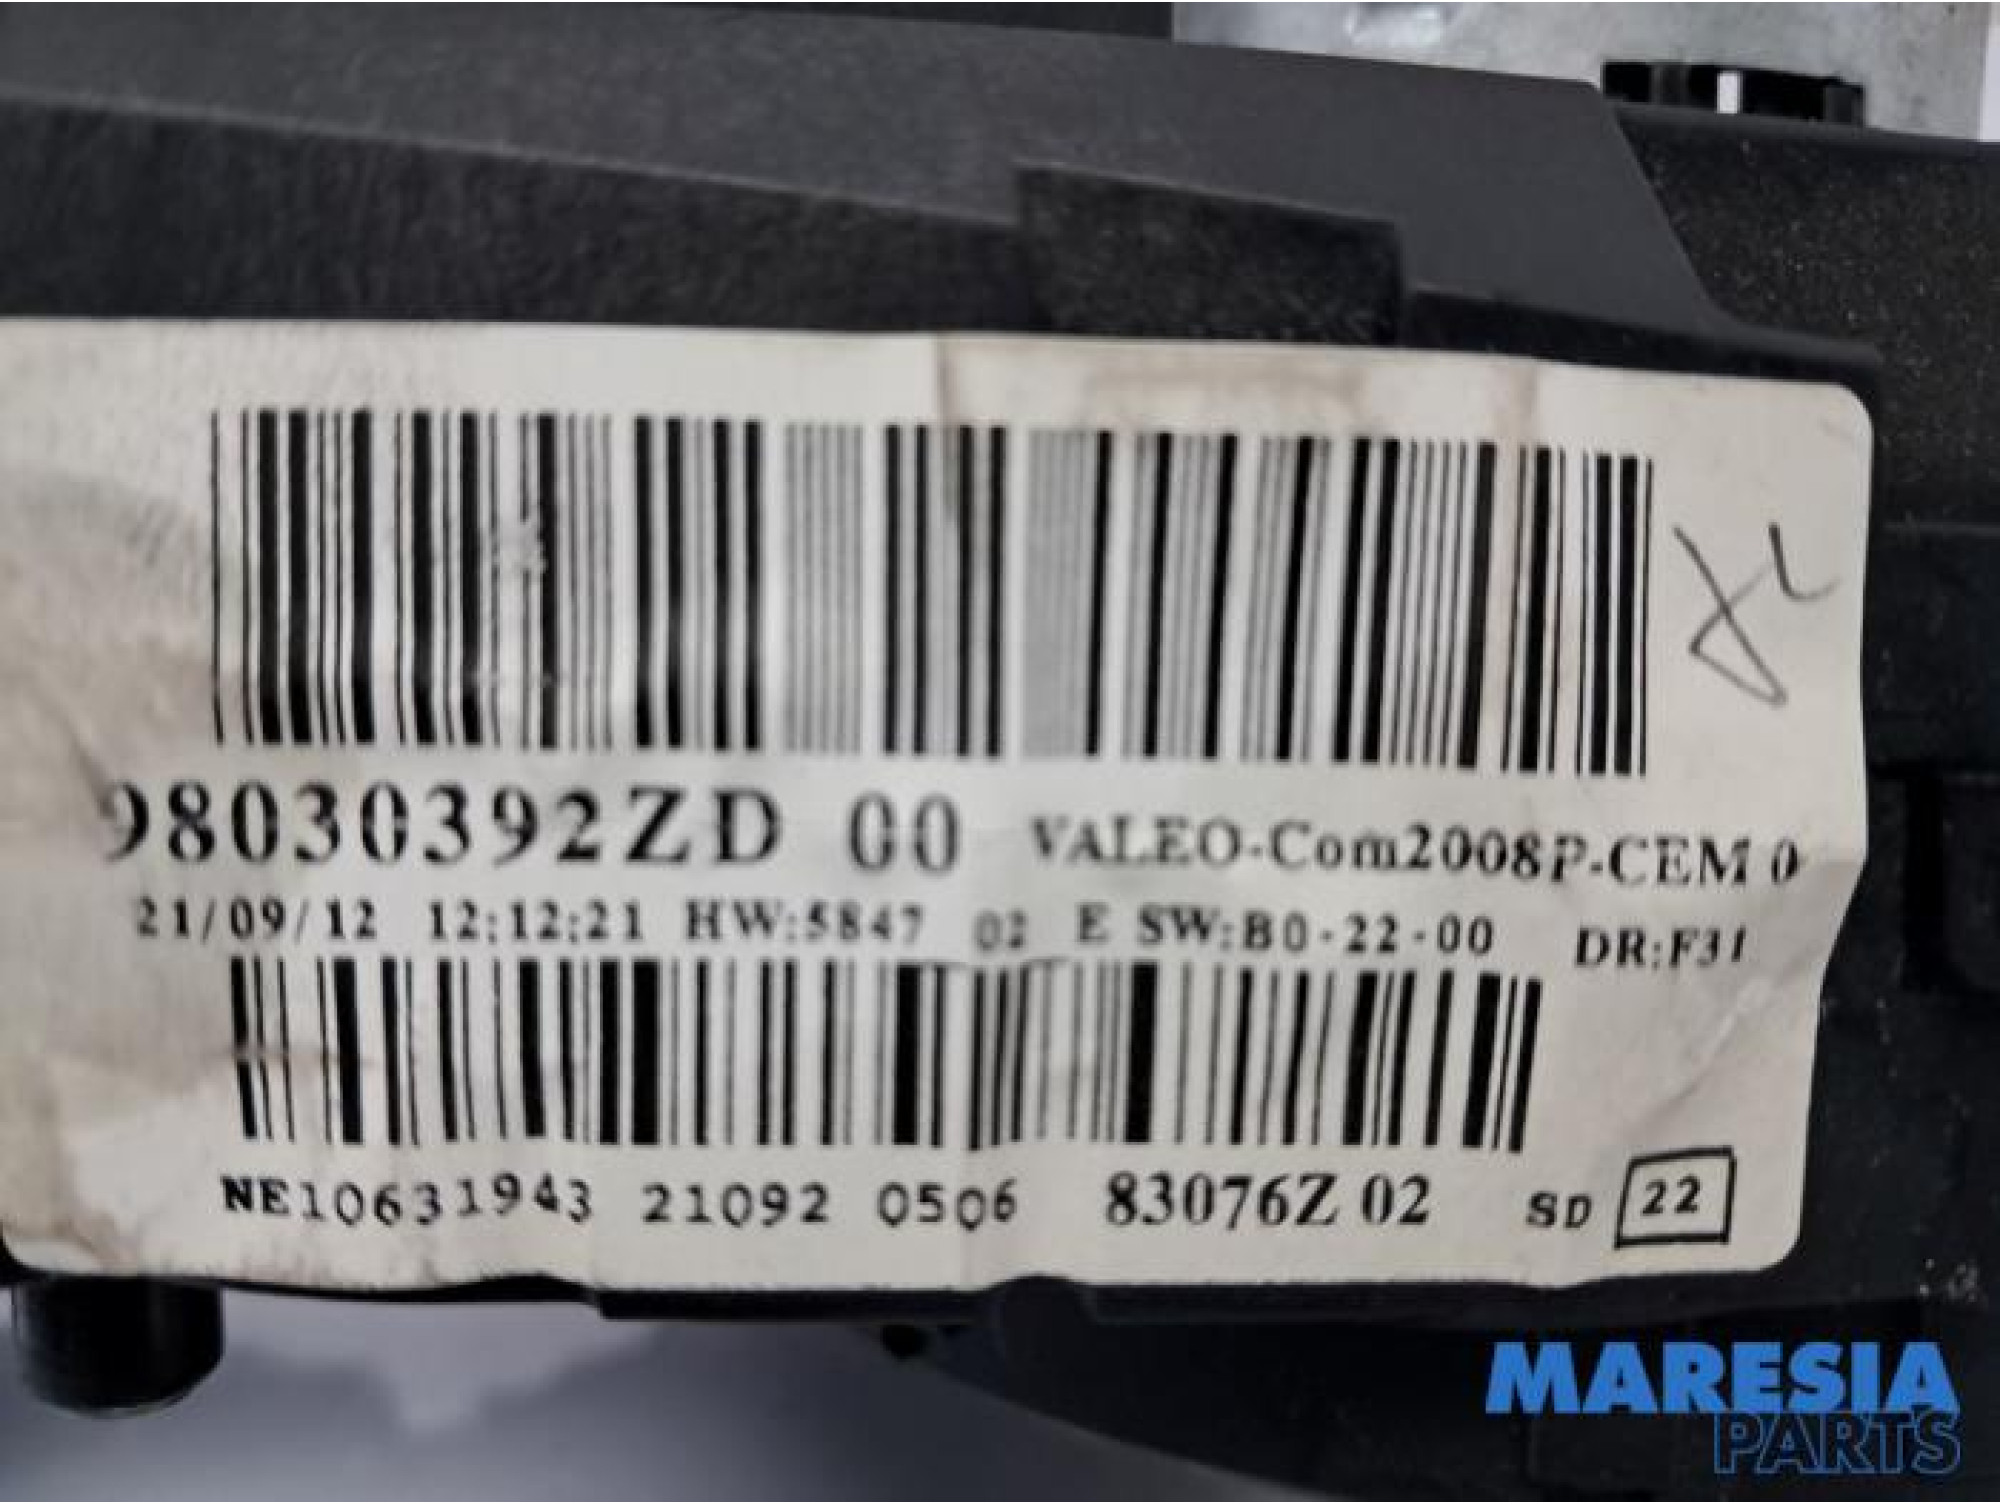 98030392ZD 00 VALEO-Com2008P-CEM 0
21/09/12 12:12:21 HW:5847 02 E SW:B0-22-00 DR:F31
NE10631943 21092 0506 83076Z 02 SD 22
MARESIA
PARTS